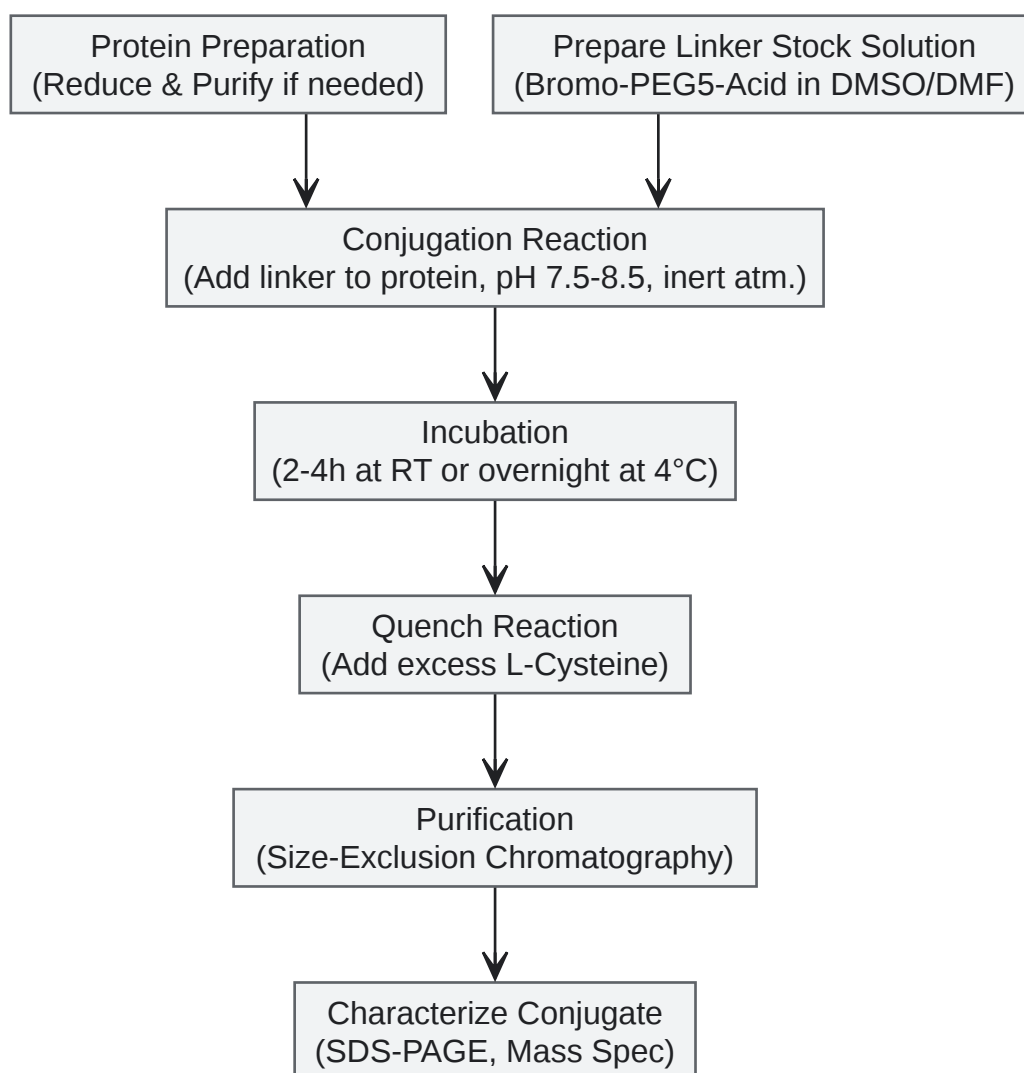 Protein Preparation
(Reduce & Purify if needed)
Prepare Linker Stock Solution
(Bromo-PEG5-Acid in DMSO/DMF)
Conjugation Reaction
(Add linker to protein, pH 7.5-8.5, inert atm.)
Incubation
(2-4h at RT or overnight at 4°C)
Quench Reaction
(Add excess L-Cysteine)
Purification
(Size-Exclusion Chromatography)
Characterize Conjugate
(SDS-PAGE, Mass Spec)